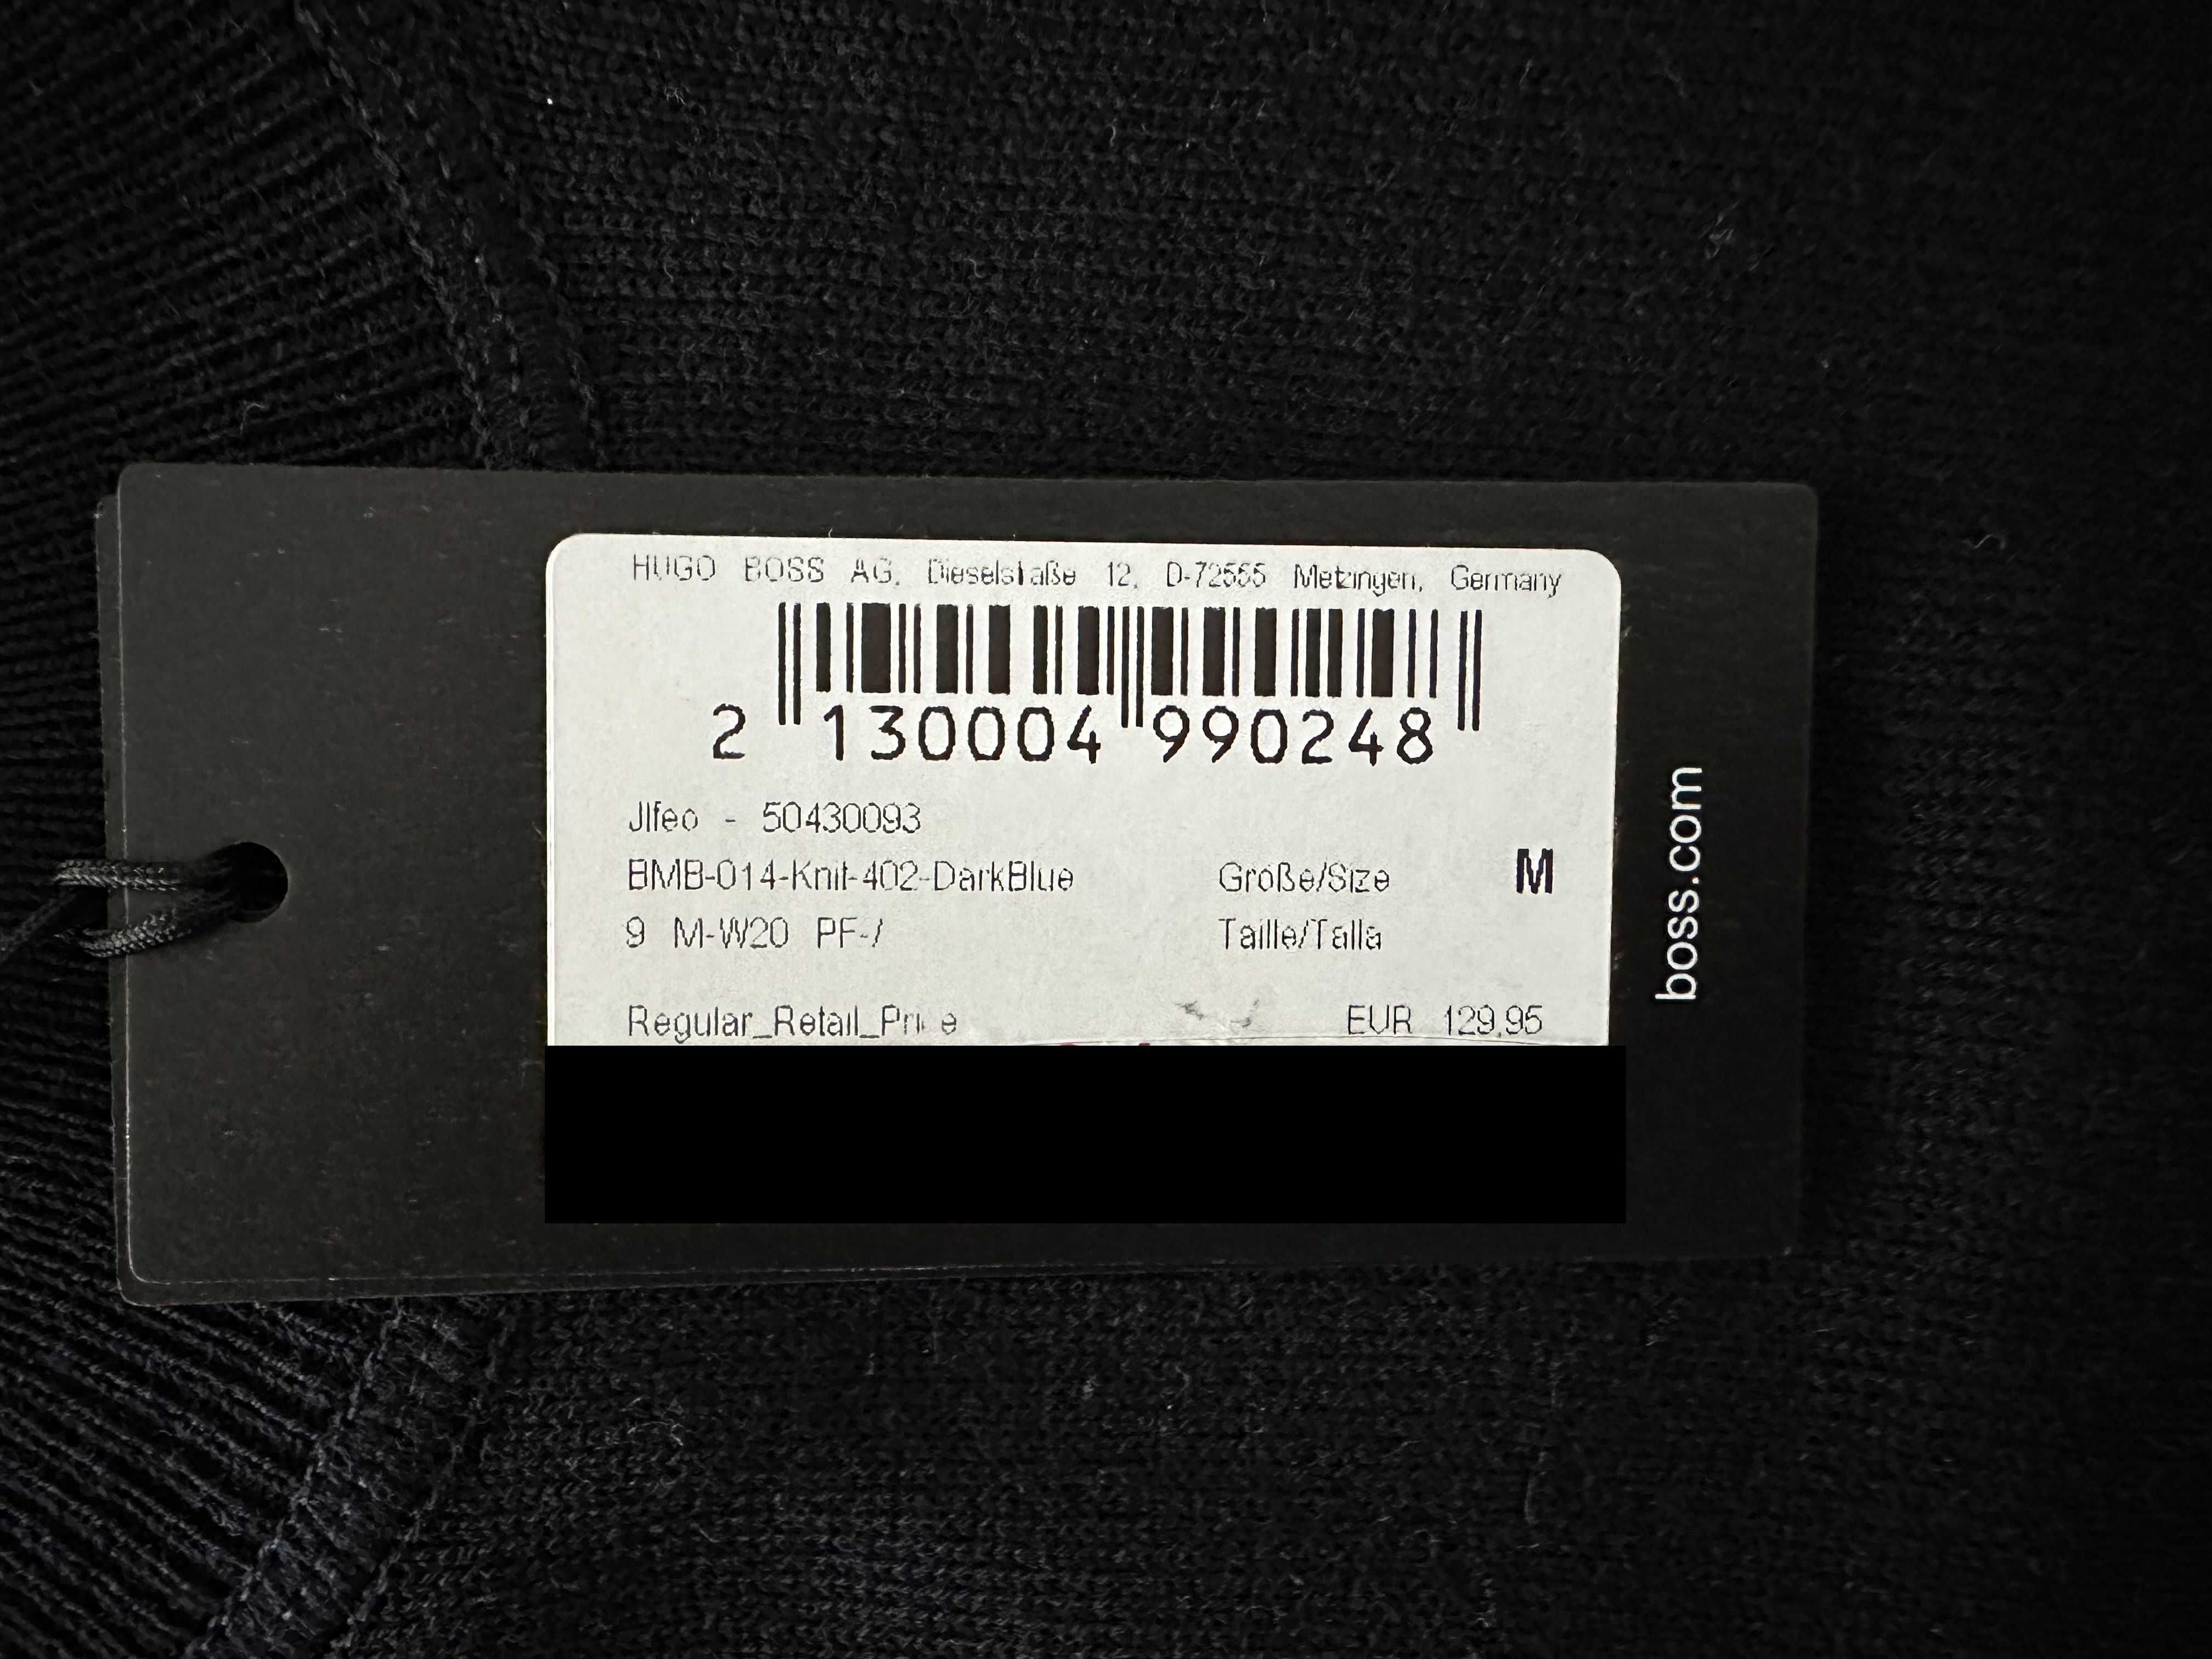 HUGO BOSS AG, Dieselstaße 12, D-72555 Metzingen, Germany
2 130004 990248
Jlfeo - 50430093
BMB-014-Knit-402-DarkBlue Größe/Size M
9 M-W20 PF-/ Taille/Talla
Regular_Retail_Price EUR 129,95
boss.com